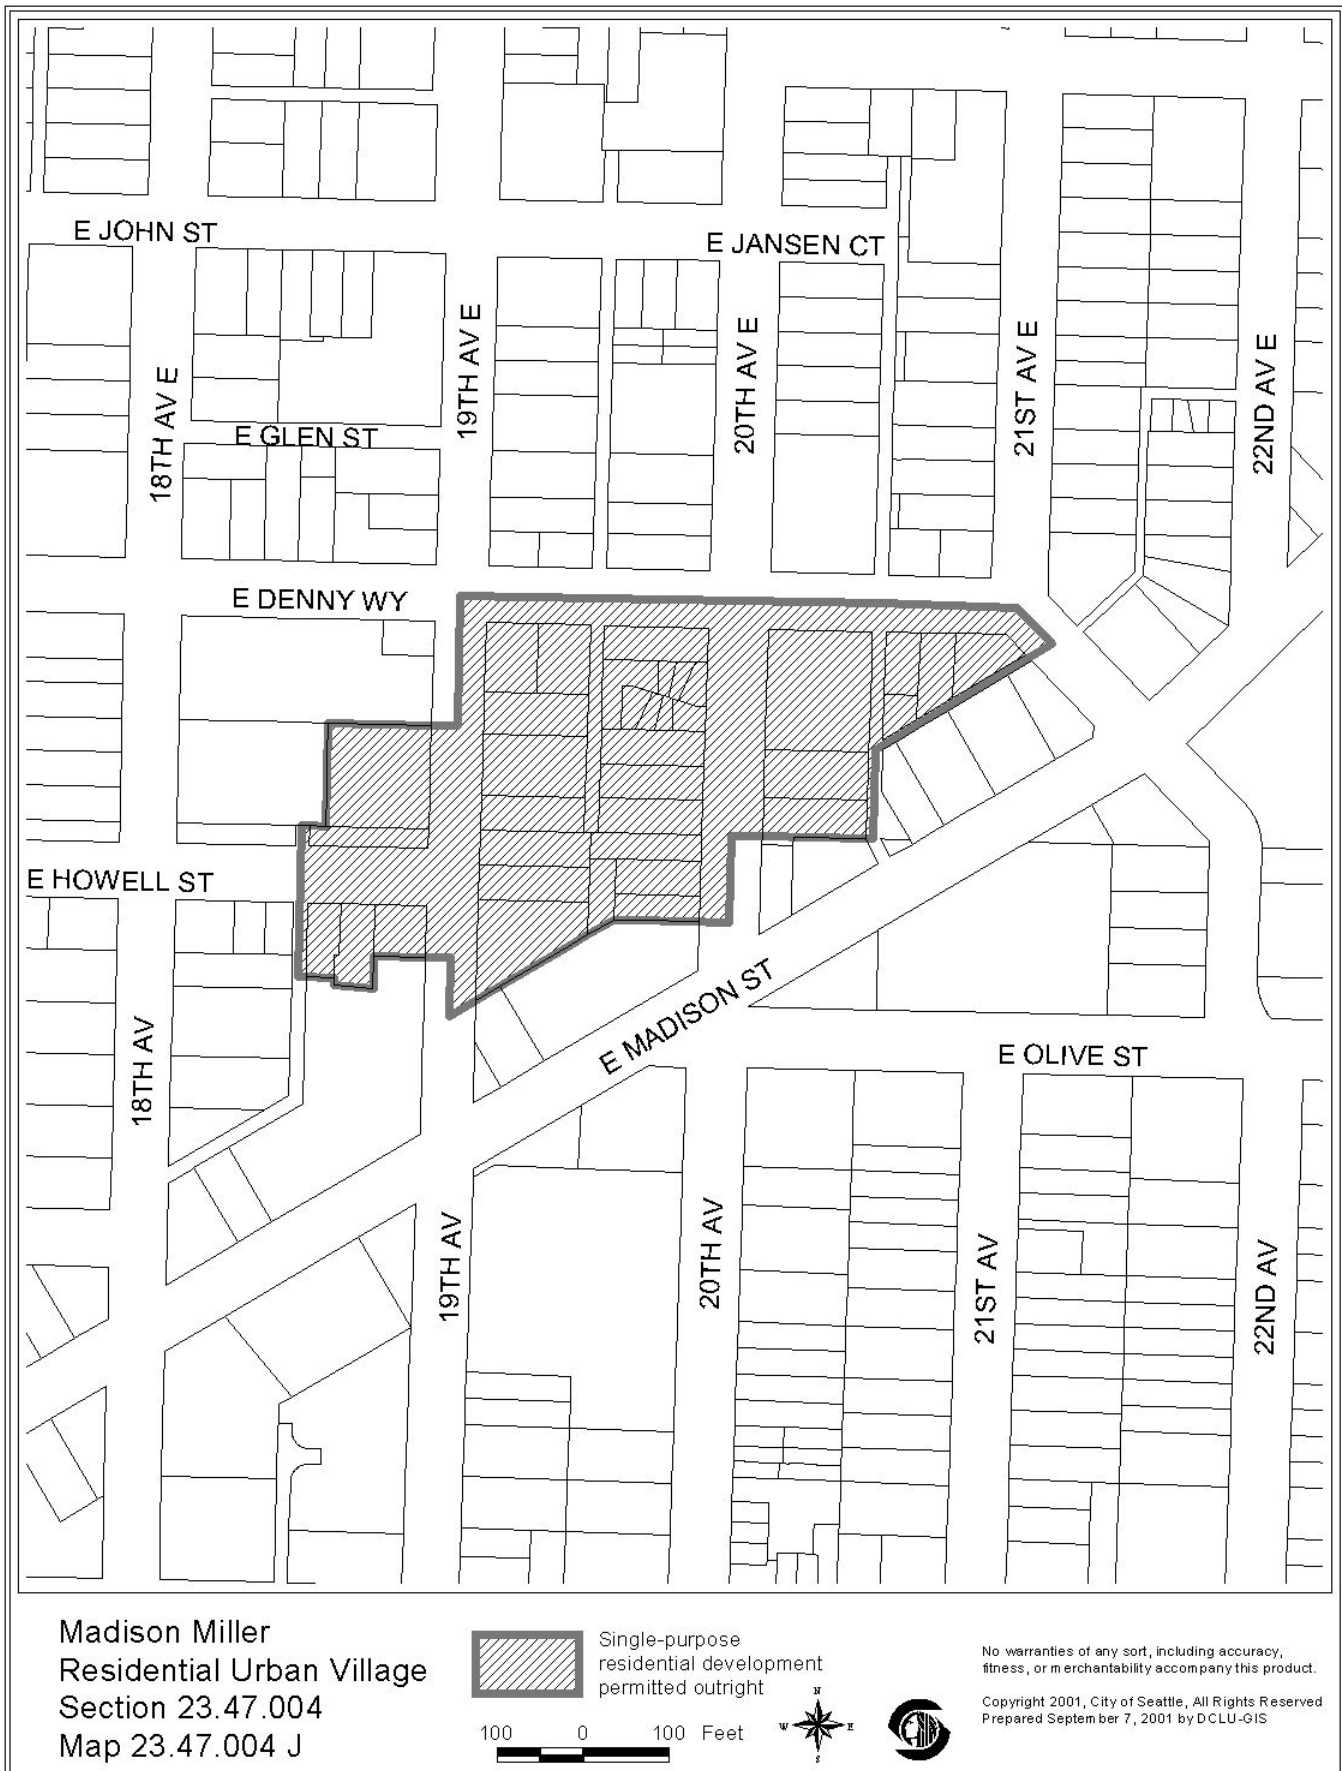 E JOHN ST
E JANSEN CT
18TH AV E
19TH AV E
20TH AV E
21ST AV E
22ND AV E
E GLEN ST
E DENNY WY
E HOWELL ST
E MADISON ST
E OLIVE ST
18TH AV
19TH AV
20TH AV
21ST AV
22ND AV
Madison Miller
Residential Urban Village
Section 23.47.004
Map 23.47.004 J
Single-purpose
residential development
permitted outright
100 0 100 Feet
N
W E
S
No warranties of any sort, including accuracy,
fitness, or merchantability accompany this product.
Copyright 2001, City of Seattle, All Rights Reserved
Prepared September 7, 2001 by DCLU-GIS